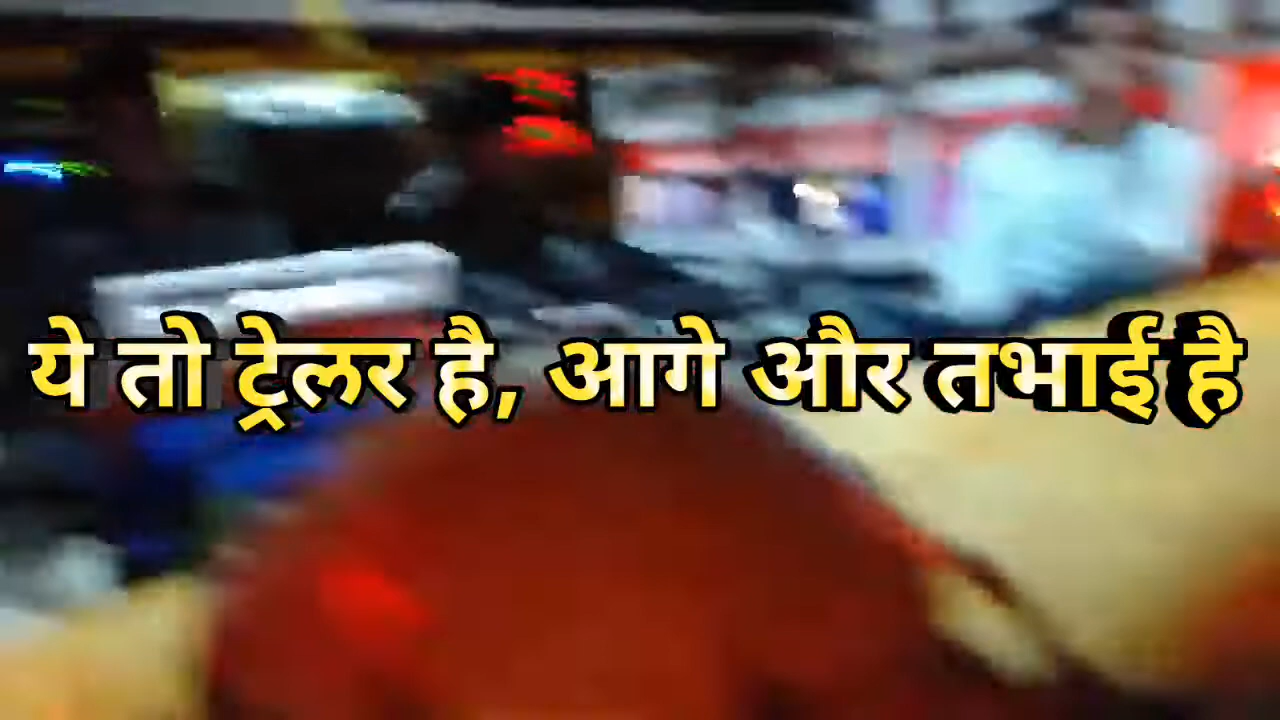 ये तो ट्रेलर है, आगे और तभाई है